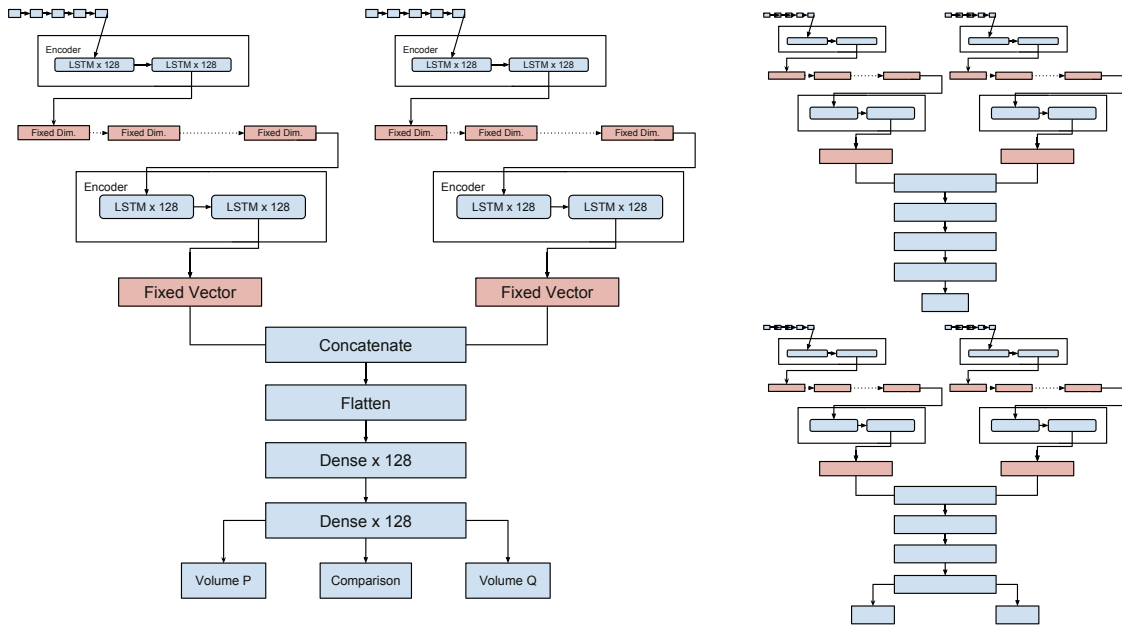 Encoder
LSTM x 128 LSTM x 128
Encoder
LSTM x 128 LSTM x 128
Fixed Dim. Fixed Dim. Fixed Dim.
Fixed Dim. Fixed Dim. Fixed Dim.
Encoder
LSTM x 128 LSTM x 128
Encoder
LSTM x 128 LSTM x 128
Fixed Vector
Fixed Vector
Concatenate
Flatten
Dense x 128
Dense x 128
Volume P
Comparison
Volume Q